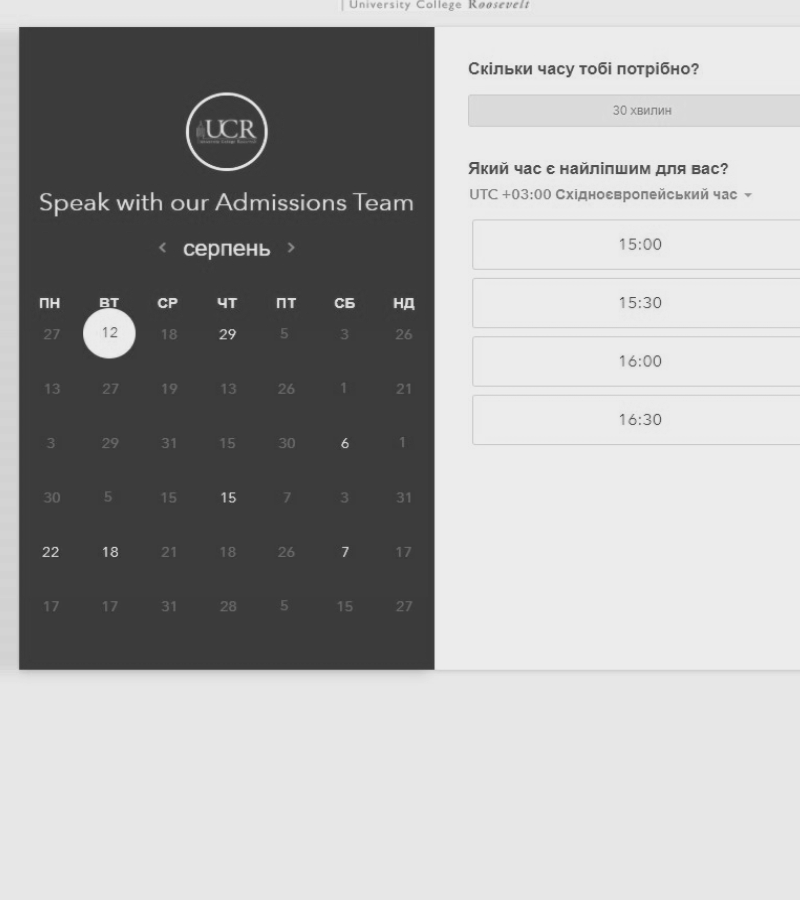 | University College Roosevelt
UCR
Speak with our Admissions Team
‹ серпень ›
ПН ВТ СР ЧТ ПТ СБ НД
27 12 18 29 5 3 26
13 27 19 13 26 1 21
3 29 31 15 30 6 1
30 5 15 15 7 3 31
22 18 21 18 26 7 17
17 17 31 28 5 15 27
Скільки часу тобі потрібно?
30 хвилин
Який час є найліпшим для вас?
UTC +03:00 Східноєвропейський час
15:00
15:30
16:00
16:30